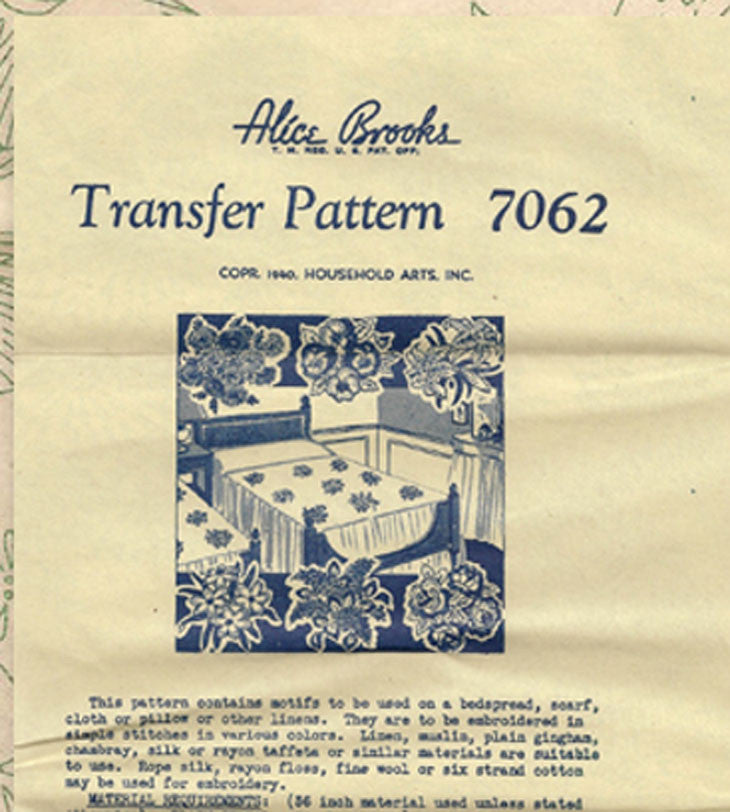 Alice Brooks
T. M. REG. U. S. PAT. OFF.
Transfer Pattern 7062
COPR. 1940, HOUSEHOLD ARTS, INC.
This pattern contains motifs to be used on a bedspread, scarf,
cloth or pillow or other linens. They are to be embroidered in
simple stitches in various colors. Linen, muslin, plain gingham,
chambray, silk or rayon taffeta or similar materials are suitable
to use. Rope silk, rayon floss, fine wool or six strand cotton
may be used for embroidery.
MATERIAL REQUIREMENTS: (36 inch material used unless stated